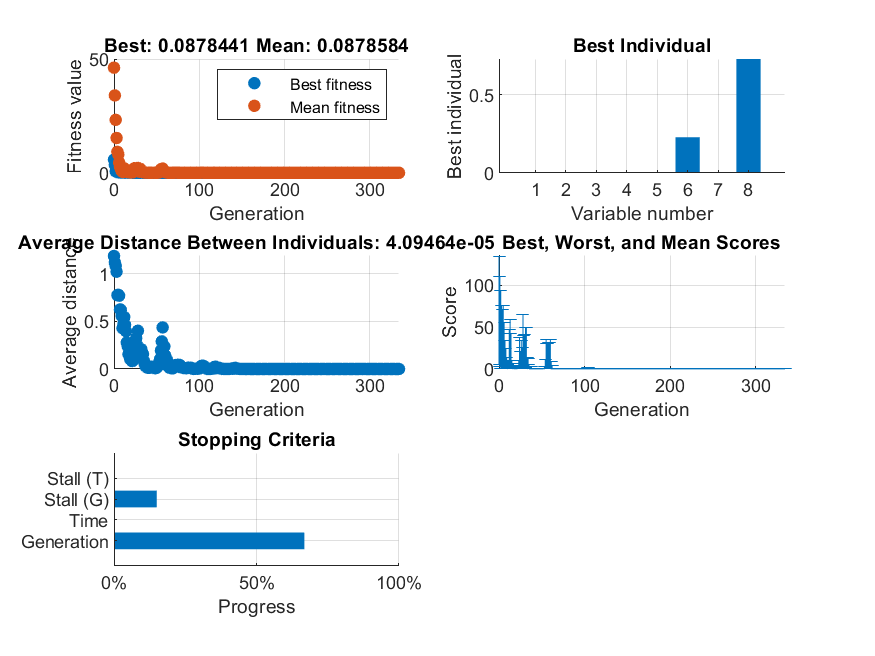 Best: 0.0878441 Mean: 0.0878584
Fitness value
50
0
Best fitness
Mean fitness
0 100 200 300
Generation
Best Individual
Best individual
0.5
0
1 2 3 4 5 6 7 8
Variable number
Average Distance Between Individuals: 4.09464e-05
Average distance
1
0.5
0
0 100 200 300
Generation
Best, Worst, and Mean Scores
Score
100
50
0
0 100 200 300
Generation
Stopping Criteria
Stall (T)
Stall (G)
Time
Generation
0% 50% 100%
Progress